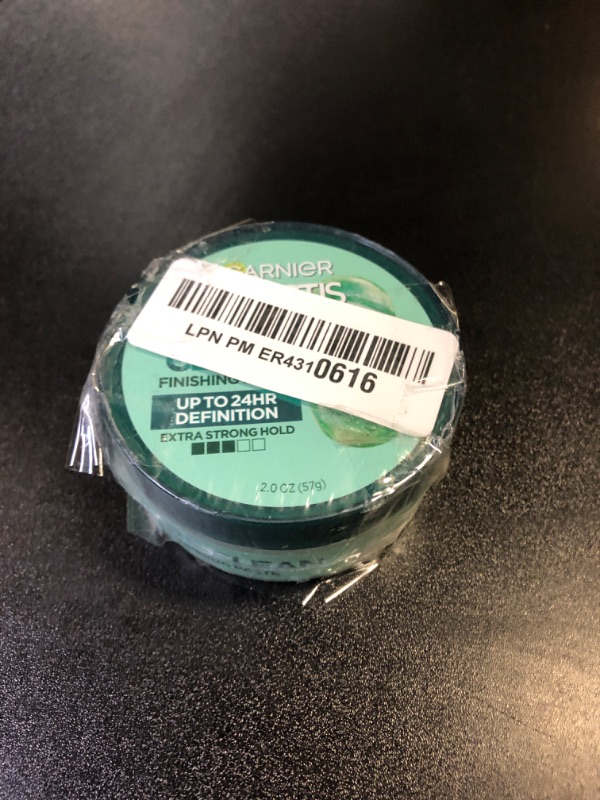 GARNIER
LPN PM ER4310616
FINISHING
UP TO 24HR
DEFINITION
EXTRA STRONG HOLD
2.0 OZ (57g)